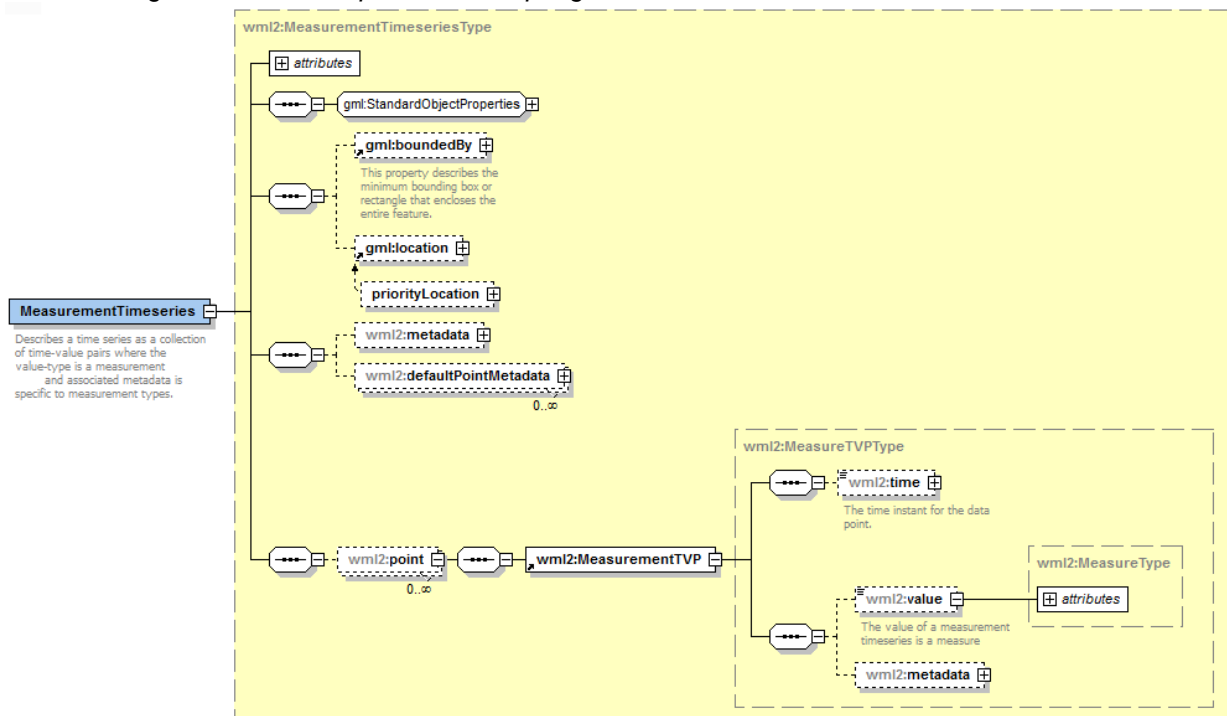 wml2:MeasurementTimeseriesType
attributes
gml:StandardObjectProperties
gml:boundedBy
This property describes the
minimum bounding box or
rectangle that encloses the
entire feature.
gml:location
priorityLocation
MeasurementTimeseries
Describes a time series as a collection
of time-value pairs where the
value-type is a measurement
and associated metadata is
specific to measurement types.
wml2:metadata
wml2:defaultPointMetadata
0..∞
wml2:MeasureTVPType
wml2:time
The time instant for the data
point.
wml2:point
0..∞
wml2:MeasurementTVP
wml2:MeasureType
wml2:value
attributes
The value of a measurement
timeseries is a measure
wml2:metadata